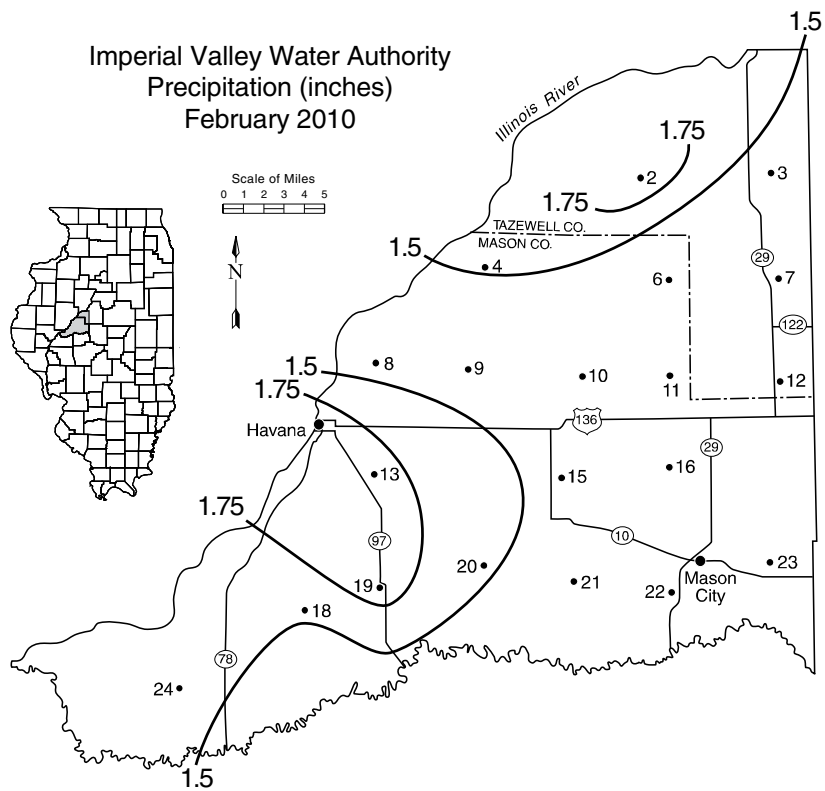 Imperial Valley Water Authority
Precipitation (inches)
February 2010
1.5
Illinois River
1.75
2
3
Scale of Miles
0 1 2 3 4 5
1.75
TAZEWELL CO.
MASON CO.
N
1.5
4
29
6
7
122
8
1.5
9
10
11
12
1.75
136
Havana
29
13
15
16
1.75
10
97
20
23
19
21
Mason
City
22
18
78
24
1.5